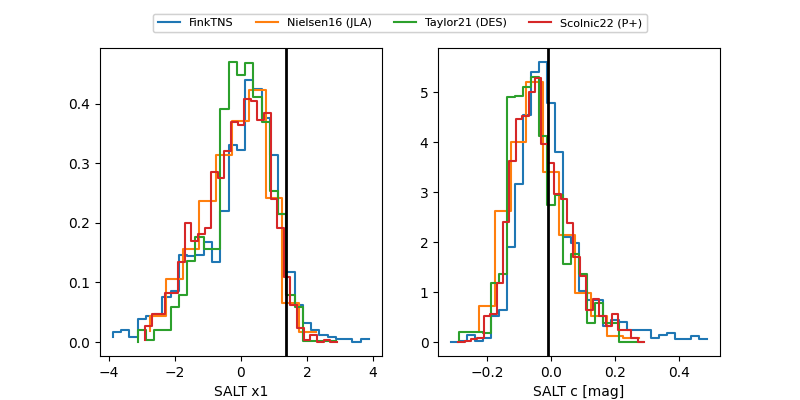 FinkTNS Nielsen16 (JLA) Taylor21 (DES) Scolnic22 (P+)
0.4
0.3
0.2
0.1
0.0
−4 −2 0 2 4
SALT x1
5
4
3
2
1
0
−0.2 0.0 0.2 0.4
SALT c [mag]